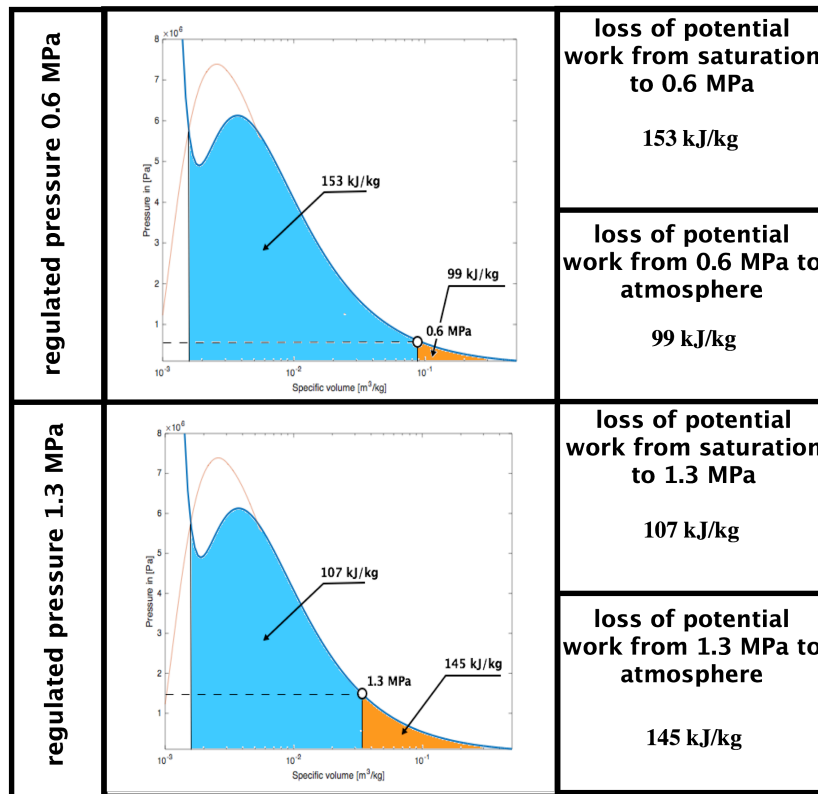 regulated pressure 0.6 MPa
×10⁶
8
7
6
5
4
3
2
1
Pressure in [Pa]
153 kJ/kg
99 kJ/kg
0.6 MPa
10⁻³
10⁻²
10⁻¹
Specific volume [m³/kg]
loss of potential
work from saturation
to 0.6 MPa
153 kJ/kg
loss of potential
work from 0.6 MPa to
atmosphere
99 kJ/kg
regulated pressure 1.3 MPa
×10⁶
8
7
6
5
4
3
2
1
Pressure in [Pa]
107 kJ/kg
145 kJ/kg
1.3 MPa
10⁻³
10⁻²
10⁻¹
Specific volume [m³/kg]
loss of potential
work from saturation
to 1.3 MPa
107 kJ/kg
loss of potential
work from 1.3 MPa to
atmosphere
145 kJ/kg